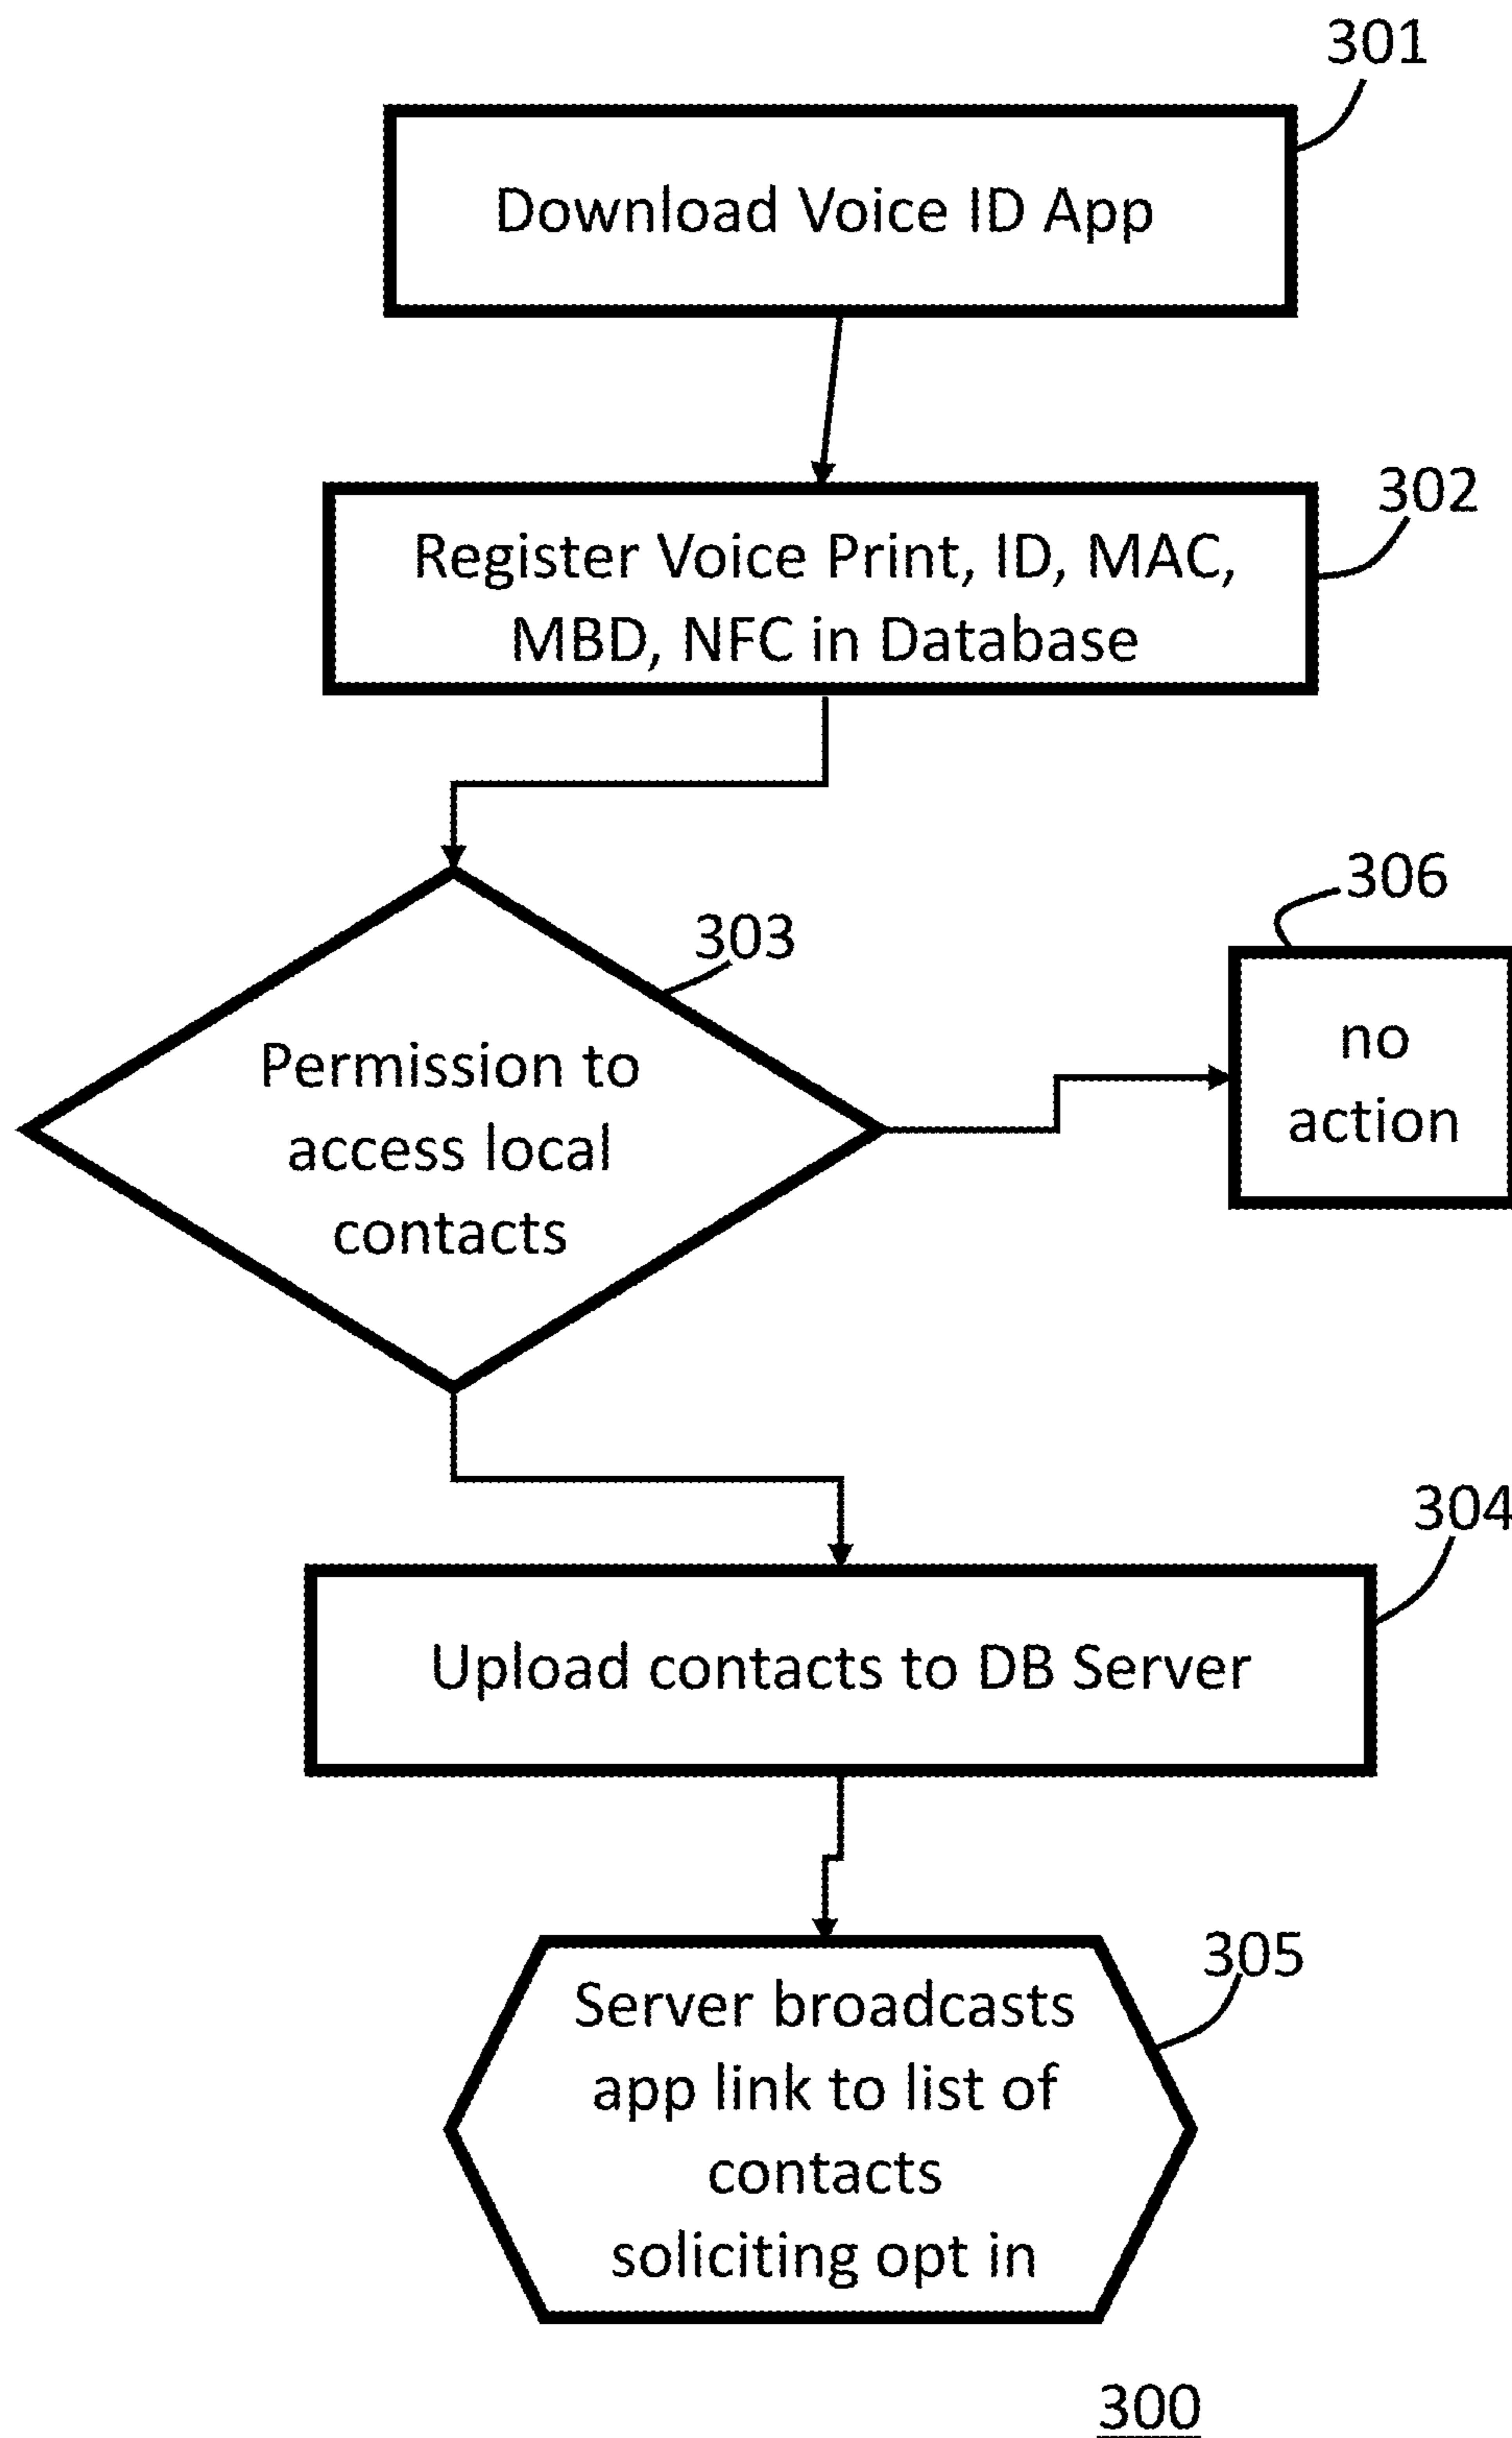 301
Download Voice ID App
302
Register Voice Print, ID, MAC,
MBD, NFC in Database
303
Permission to
access local
contacts
306
no
action
304
Upload contacts to DB Server
305
Server broadcasts
app link to list of
contacts
soliciting opt in
300